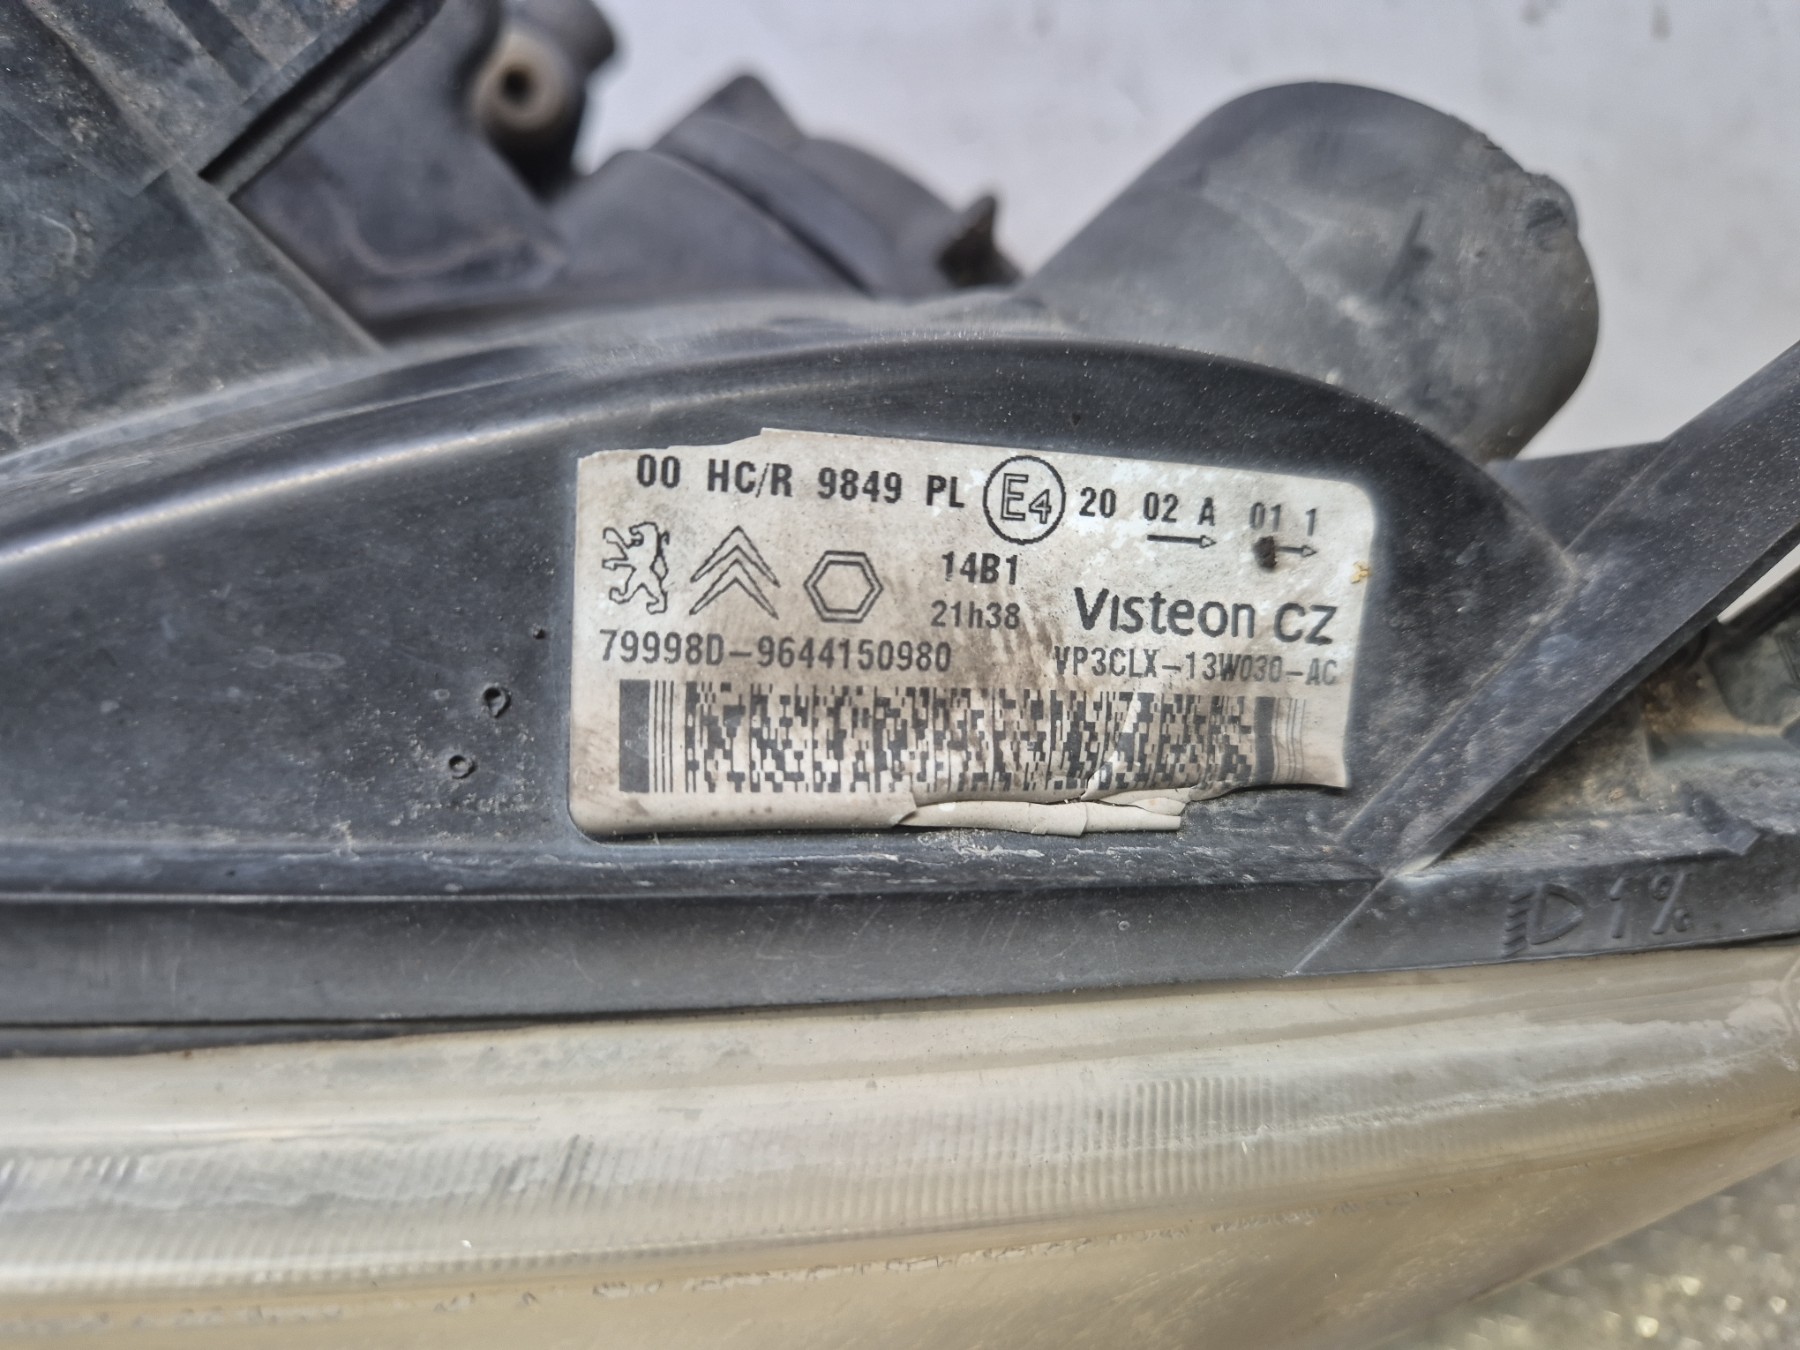 00 HC/R 9849 PL E4 20 02 A 01 1
14B1
21h38 Visteon CZ
79998D-9644150980 VP3CLX-13W030-AC
1%